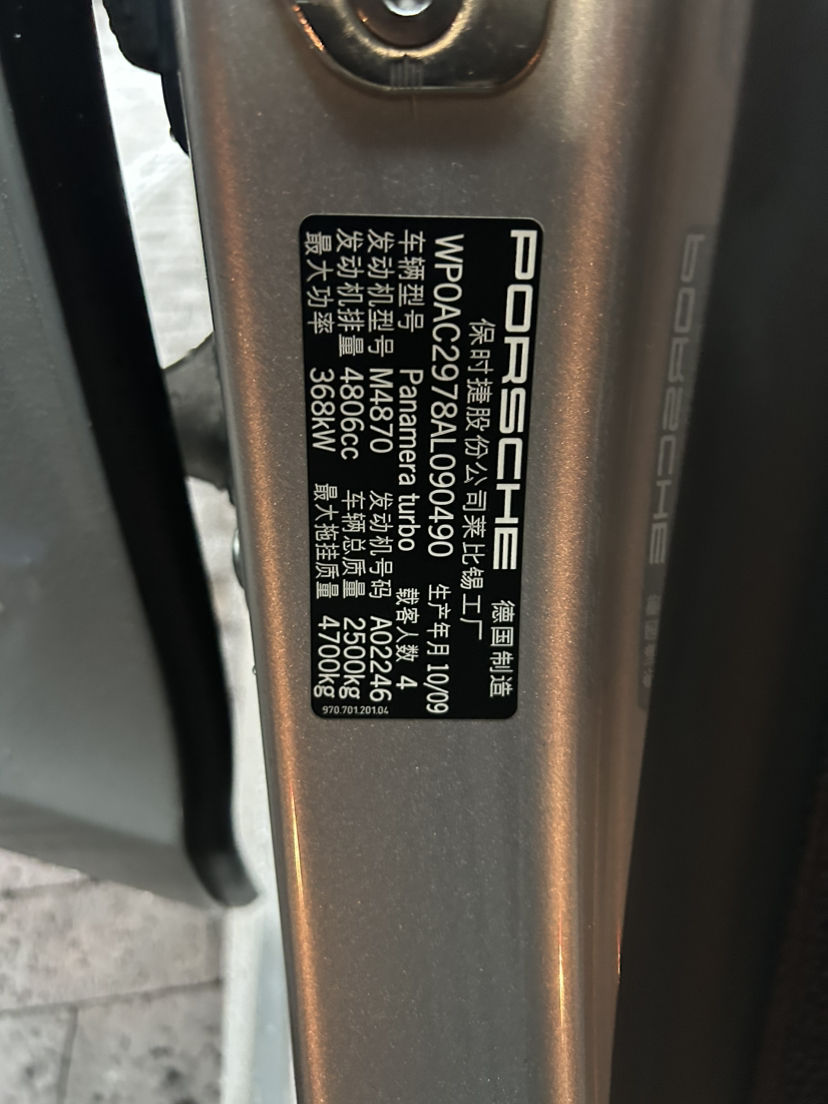 PORSCHE 德国制造
保时捷股份公司莱比锡工厂
WP0AC2978AL090490 生产年月 10/09
车辆型号 Panamera turbo 载客人数 4
发动机型号 M4870 发动机号码 A02246
发动机排量 4806cc 车辆总质量 2500kg
最大功率 368kW 最大拖挂质量 4700kg
970.701.201.04